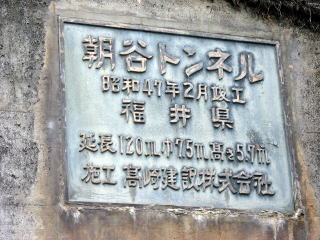 朝谷トンネル
昭和47年2月竣工
福井県
延長120m 巾7.5m 高さ5.7m
施工 髙崎建設株式会社